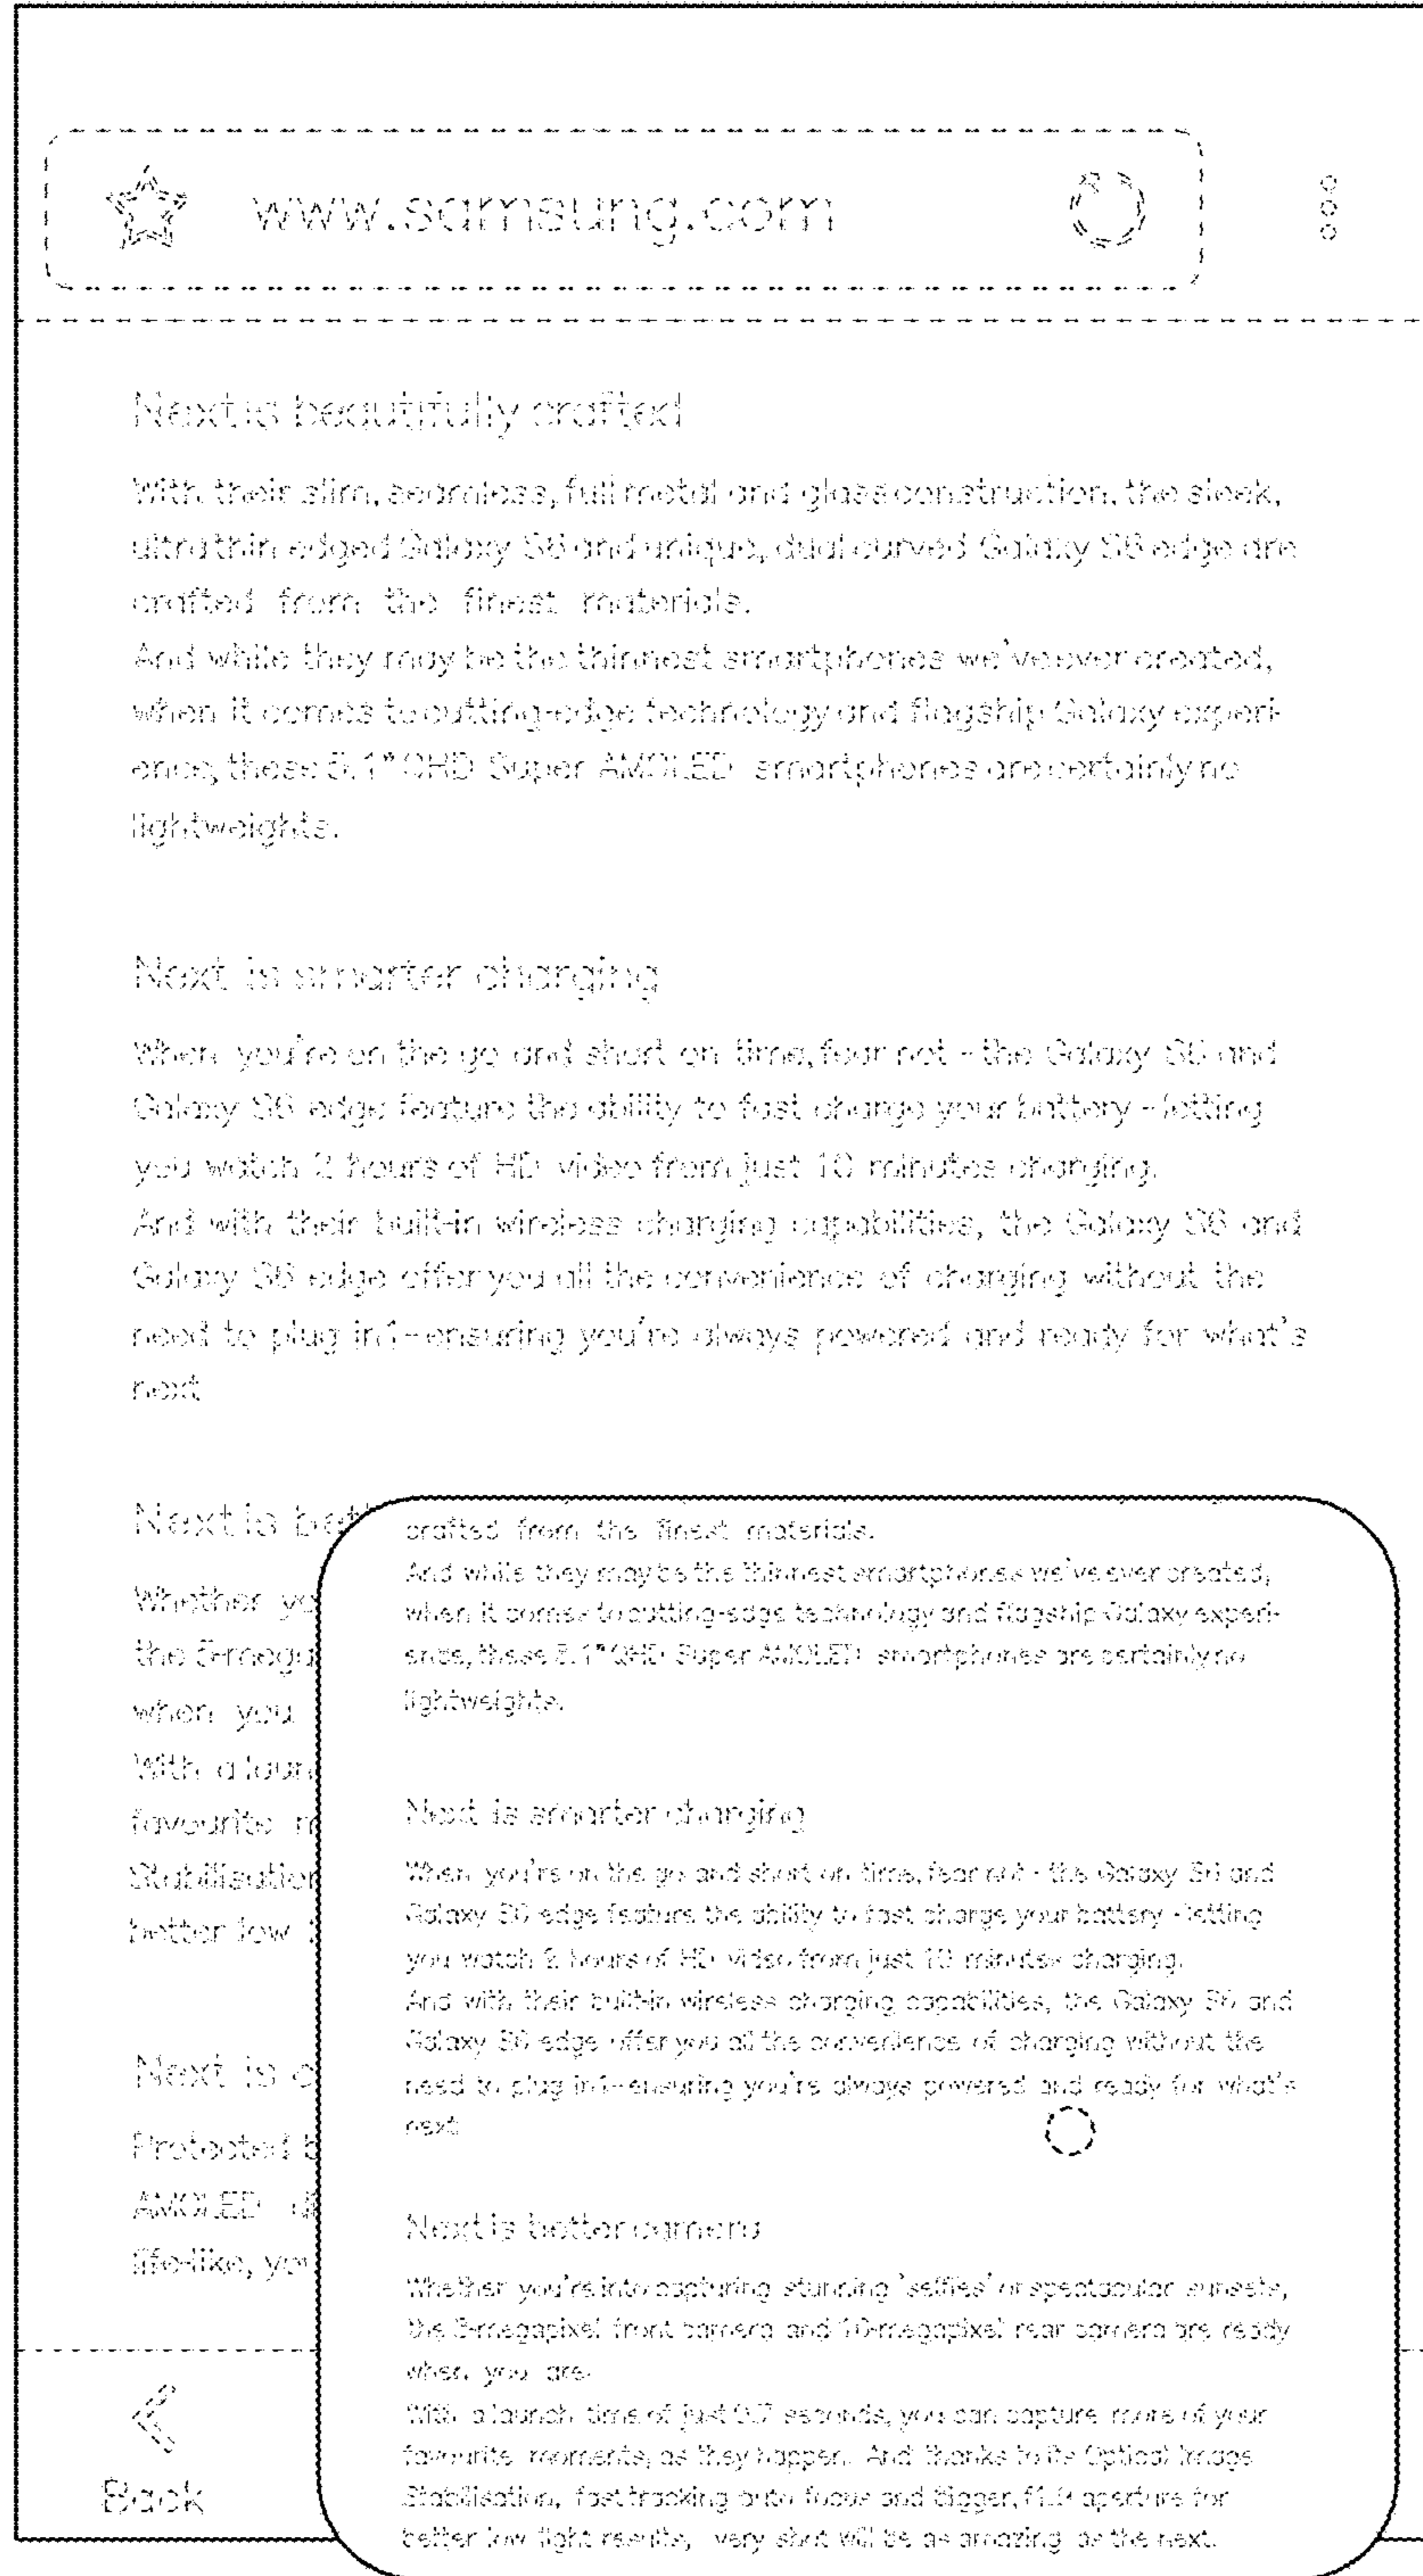 www.samsung.com
Next is beautifully crafted
With their slim, seamless, full metal and glass construction, the sleek,
ultra thin edged Galaxy S6 and unique, dual curved Galaxy S6 edge are
crafted from the finest materials.
And while they may be the thinnest smartphones we've ever created,
when it comes to cutting-edge technology and flagship Galaxy experi-
ence, these 5.1" QHD Super AMOLED smartphones are certainly no
lightweights.
Next is smarter charging
When you're on the go and short on time, fear not - the Galaxy S6 and
Galaxy S6 edge feature the ability to fast charge your battery - letting
you watch 2 hours of HD video from just 10 minutes charging.
And with their built-in wireless charging capabilities, the Galaxy S6 and
Galaxy S6 edge offer you all the convenience of charging without the
need to plug in1-ensuring you're always powered and ready for what's
next
Next is bet
Whether yo
the 5-mega
when you
With a laun
favourite m
Stabilisation
better low
Next is c
Protected b
AMOLED di
life-like, you
Back
crafted from the finest materials.
And while they may be the thinnest smartphones we've ever created,
when it comes to cutting-edge technology and flagship Galaxy experi-
ence, these 5.1" QHD Super AMOLED smartphones are certainly no
lightweights.
Next is smarter charging
When you're on the go and short on time, fear not - the Galaxy S6 and
Galaxy S6 edge feature the ability to fast charge your battery - letting
you watch 2 hours of HD video from just 10 minutes charging.
And with their built-in wireless charging capabilities, the Galaxy S6 and
Galaxy S6 edge offer you all the convenience of charging without the
need to plug in1-ensuring you're always powered and ready for what's
next
Next is better camera
Whether you're into capturing stunning 'selfies' or spectacular sunsets,
the 5-megapixel front camera and 16-megapixel rear camera are ready
when you are.
With a launch time of just 0.7 seconds, you can capture more of your
favourite moments, as they happen. And thanks to its Optical Image
Stabilisation, fast tracking auto focus and bigger, aperture for
better low light results, very shot will be as amazing as the next.